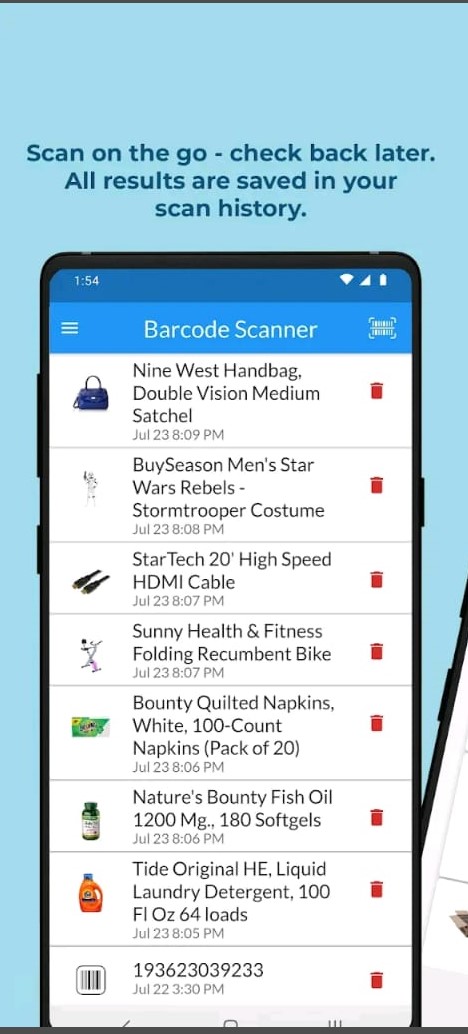 Scan on the go - check back later.
All results are saved in your
scan history.
1:54
Barcode Scanner
Nine West Handbag,
Double Vision Medium
Satchel
Jul 23 8:09 PM
BuySeason Men's Star
Wars Rebels -
Stormtrooper Costume
Jul 23 8:08 PM
StarTech 20' High Speed
HDMI Cable
Jul 23 8:07 PM
Sunny Health & Fitness
Folding Recumbent Bike
Jul 23 8:07 PM
Bounty Quilted Napkins,
White, 100-Count
Napkins (Pack of 20)
Jul 23 8:06 PM
Nature's Bounty Fish Oil
1200 Mg., 180 Softgels
Jul 23 8:06 PM
Tide Original HE, Liquid
Laundry Detergent, 100
Fl Oz 64 loads
Jul 23 8:05 PM
193623039233
Jul 22 3:30 PM